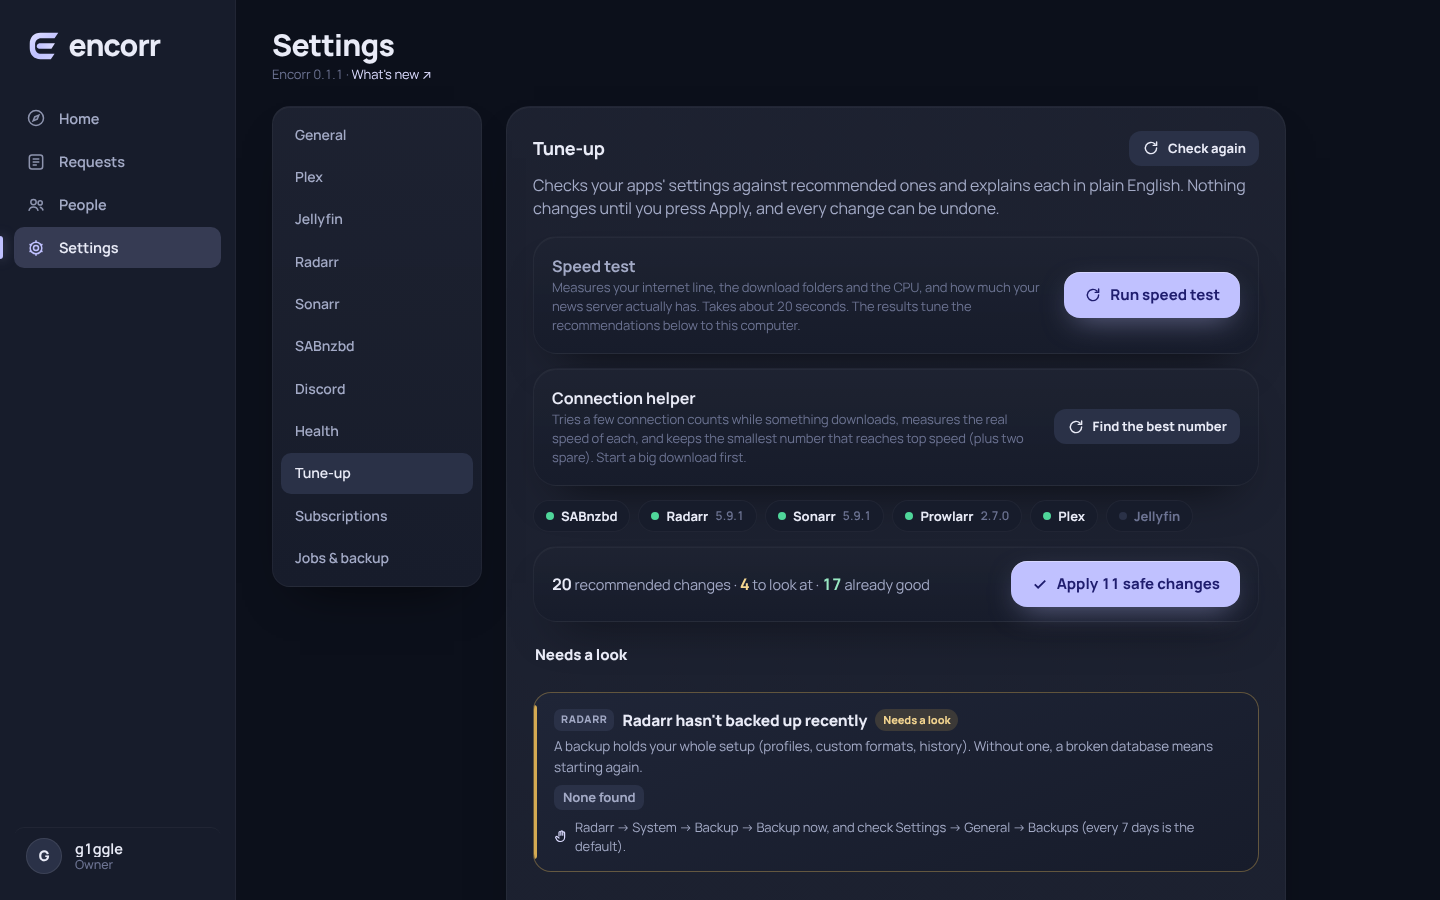 encorr
Home
Requests
People
Settings
g1ggle
Owner
G
Settings
Encorr 0.1.1 · What's new ↗
General
Plex
Jellyfin
Radarr
Sonarr
SABnzbd
Discord
Health
Tune-up
Subscriptions
Jobs & backup
Tune-up
Check again
Checks your apps' settings against recommended ones and explains each in plain English. Nothing
changes until you press Apply, and every change can be undone.
Speed test
Measures your internet line, the download folders and the CPU, and how much your
news server actually has. Takes about 20 seconds. The results tune the
recommendations below to this computer.
Run speed test
Connection helper
Tries a few connection counts while something downloads, measures the real
speed of each, and keeps the smallest number that reaches top speed (plus two
spare). Start a big download first.
Find the best number
SABnzbd Radarr 5.9.1 Sonarr 5.9.1 Prowlarr 2.7.0 Plex Jellyfin
20 recommended changes · 4 to look at · 17 already good
Apply 11 safe changes
Needs a look
RADARR Radarr hasn't backed up recently Needs a look
A backup holds your whole setup (profiles, custom formats, history). Without one, a broken database means
starting again.
None found
Radarr → System → Backup → Backup now, and check Settings → General → Backups (every 7 days is the
default).